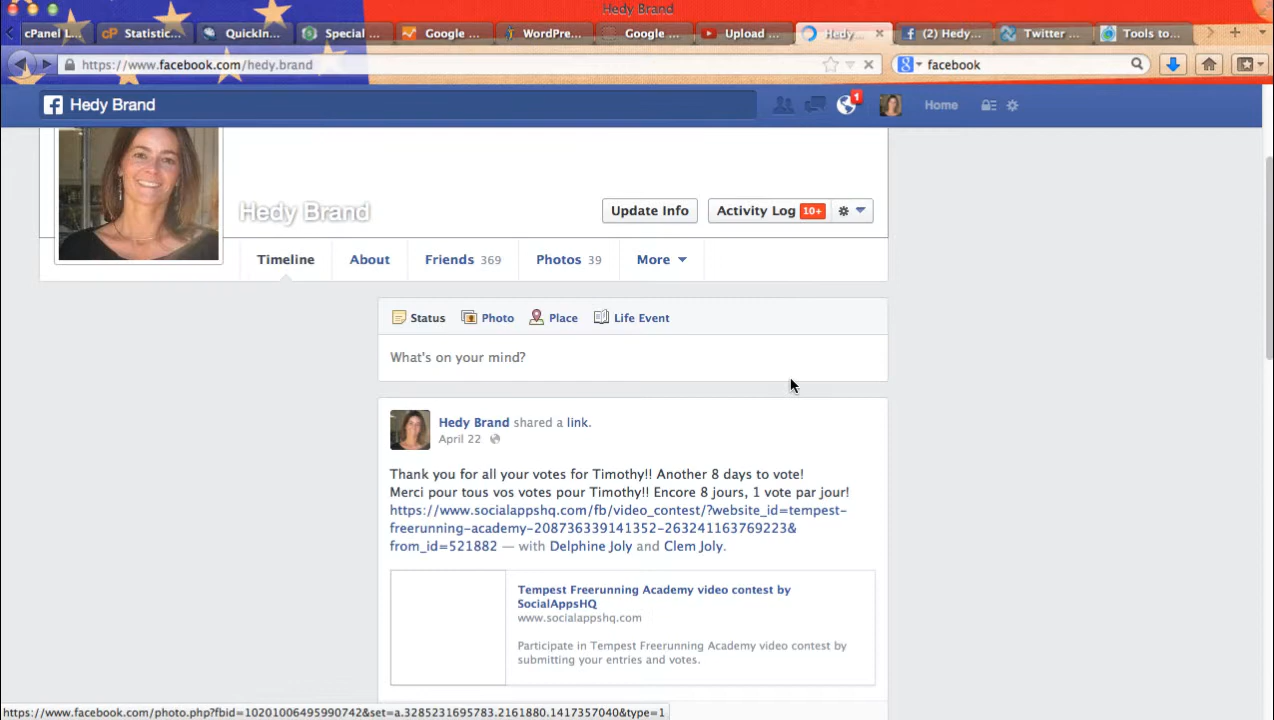 Hedy Brand
cPanel L...
Statistic...
QuickIn...
Special ...
Google ...
WordPre...
Google ...
Upload ...
Hedy...
(2) Hedy...
Twitter ...
Tools to...
https://www.facebook.com/hedy.brand
facebook
Hedy Brand
1
Home
Hedy Brand
Update Info
Activity Log 10+
Timeline
About
Friends 369
Photos 39
More
Status
Photo
Place
Life Event
What's on your mind?
Hedy Brand shared a link.
April 22
Thank you for all your votes for Timothy!! Another 8 days to vote!
Merci pour tous vos votes pour Timothy!! Encore 8 jours, 1 vote par jour!
https://www.socialappshq.com/fb/video_contest/?website_id=tempest-
freerunning-academy-208736339141352-263241163769223&
from_id=521882 — with Delphine Joly and Clem Joly.
Tempest Freerunning Academy video contest by
SocialAppsHQ
www.socialappshq.com
Participate in Tempest Freerunning Academy video contest by
submitting your entries and votes.
https://www.facebook.com/photo.php?fbid=10201006495990742&set=a.3285231695783.2161880.1417357040&type=1